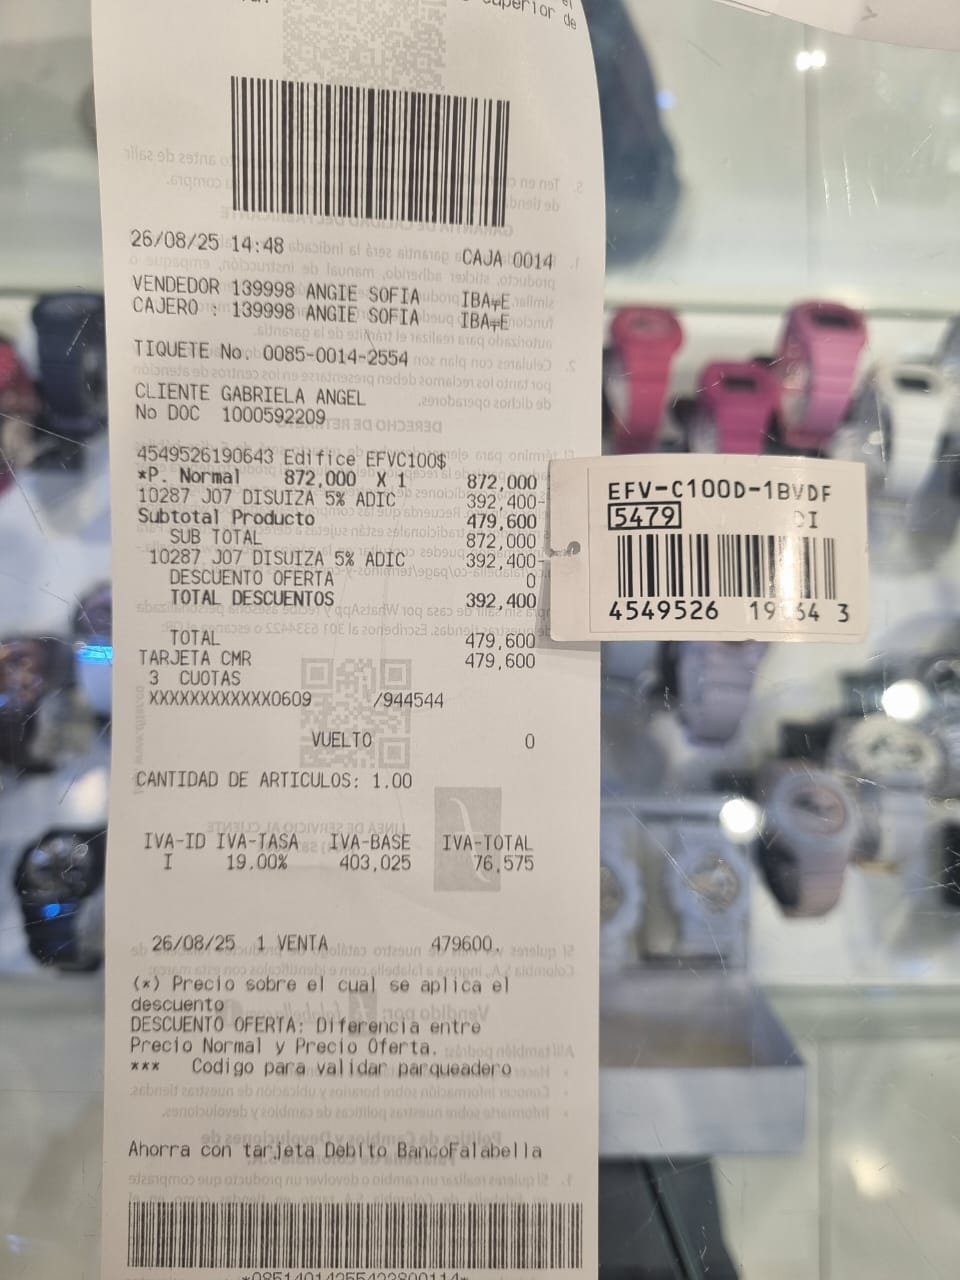 superior de
26/08/25 14:48 CAJA 0014
VENDEDOR 139998 ANGIE SOFIA IBA╤E
CAJERO : 139998 ANGIE SOFIA IBA╤E
TIQUETE No. 0085-0014-2554
CLIENTE GABRIELA ANGEL
No DOC 1000592209
4549526190643 Edifice EFVC100$
*P. Normal 872,000 X 1 872,000
10287 J07 DISUIZA 5% ADIC 392,400-
Subtotal Producto 479,600
SUB TOTAL 872,000
10287 J07 DISUIZA 5% ADIC 392,400-
DESCUENTO OFERTA 0
TOTAL DESCUENTOS 392,400
TOTAL 479,600
TARJETA CMR 479,600
3 CUOTAS
XXXXXXXXXXXX0609 /944544
VUELTO 0
CANTIDAD DE ARTICULOS: 1.00
IVA-ID IVA-TASA IVA-BASE IVA-TOTAL
I 19.00% 403,025 76,575
26/08/25 1 VENTA 479600.
(*) Precio sobre el cual se aplica el
descuento
DESCUENTO OFERTA: Diferencia entre
Precio Normal y Precio Oferta.
*** Codigo para validar parqueadero
Ahorra con tarjeta Debito BancoFalabella
EFV-C100D-1BVDF
5479 DI
4549526 19 64 3